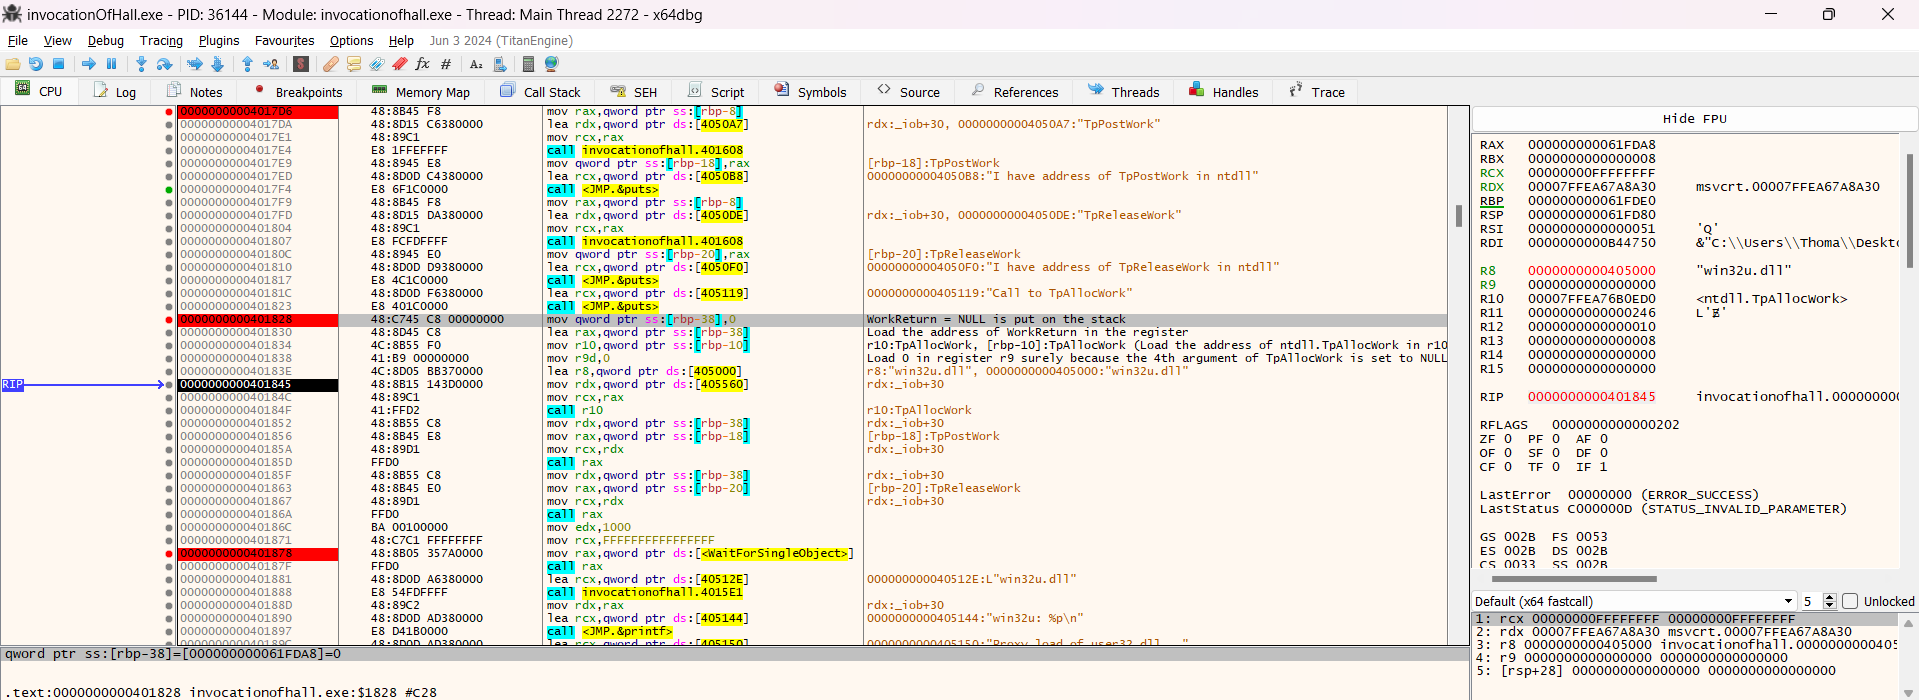 invocationOfHall.exe - PID: 36144 - Module: invocationofhall.exe - Thread: Main Thread 2272 - x64dbg
File View Debug Tracing Plugins Favourites Options Help Jun 3 2024 (TitanEngine)
CPU Log Notes Breakpoints Memory Map Call Stack SEH Script Symbols Source References Threads Handles Trace
00000000004017D6 48:8B45 F8 mov rax,qword ptr ss:[rbp-8]
00000000004017DA 48:8D15 C6380000 lea rdx,qword ptr ds:[4050A7] rdx:_iob+30, 00000000004050A7:"TpPostWork"
00000000004017E1 48:89C1 mov rcx,rax
00000000004017E4 E8 1FFEFFFF call invocationofhall.401608
00000000004017E9 48:8945 E8 mov qword ptr ss:[rbp-18],rax [rbp-18]:TpPostWork
00000000004017ED 48:8D0D C4380000 lea rcx,qword ptr ds:[4050B8] 00000000004050B8:"I have address of TpPostWork in ntdll"
00000000004017F4 E8 6F1C0000 call <JMP.&puts>
00000000004017F9 48:8B45 F8 mov rax,qword ptr ss:[rbp-8]
00000000004017FD 48:8D15 DA380000 lea rdx,qword ptr ds:[4050DE] rdx:_iob+30, 00000000004050DE:"TpReleaseWork"
0000000000401804 48:89C1 mov rcx,rax
0000000000401807 E8 FCFDFFFF call invocationofhall.401608
000000000040180C 48:8945 E0 mov qword ptr ss:[rbp-20],rax [rbp-20]:TpReleaseWork
0000000000401810 48:8D0D D9380000 lea rcx,qword ptr ds:[4050F0] 00000000004050F0:"I have address of TpReleaseWork in ntdll"
0000000000401817 E8 4C1C0000 call <JMP.&puts>
000000000040181C 48:8D0D F6380000 lea rcx,qword ptr ds:[405119] 0000000000405119:"Call to TpAllocWork"
0000000000401823 E8 401C0000 call <JMP.&puts>
0000000000401828 48:C745 C8 00000000 mov qword ptr ss:[rbp-38],0 WorkReturn = NULL is put on the stack
0000000000401830 48:8D45 C8 lea rax,qword ptr ss:[rbp-38] Load the address of WorkReturn in the register
0000000000401834 4C:8B55 F0 mov r10,qword ptr ss:[rbp-10] r10:TpAllocWork, [rbp-10]:TpAllocWork (Load the address of ntdll.TpAllocWork in r10
0000000000401838 41:B9 00000000 mov r9d,0 Load 0 in register r9 surely because the 4th argument of TpAllocWork is set to NULL
000000000040183E 4C:8D05 BB370000 lea r8,qword ptr ds:[405000] r8:"win32u.dll", 0000000000405000:"win32u.dll"
RIP 0000000000401845 48:8B15 143D0000 mov rdx,qword ptr ds:[405560] rdx:_iob+30
000000000040184C 48:89C1 mov rcx,rax
000000000040184F 41:FFD2 call r10 r10:TpAllocWork
0000000000401852 48:8B55 C8 mov rdx,qword ptr ss:[rbp-38] rdx:_iob+30
0000000000401856 48:8B45 E8 mov rax,qword ptr ss:[rbp-18] [rbp-18]:TpPostWork
000000000040185A 48:89D1 mov rcx,rdx rdx:_iob+30
000000000040185D FFD0 call rax
000000000040185F 48:8B55 C8 mov rdx,qword ptr ss:[rbp-38] rdx:_iob+30
0000000000401863 48:8B45 E0 mov rax,qword ptr ss:[rbp-20] [rbp-20]:TpReleaseWork
0000000000401867 48:89D1 mov rcx,rdx rdx:_iob+30
000000000040186A FFD0 call rax
000000000040186C BA 00100000 mov edx,1000
0000000000401871 48:C7C1 FFFFFFFF mov rcx,FFFFFFFFFFFFFFFF
0000000000401878 48:8B05 357A0000 mov rax,qword ptr ds:[<WaitForSingleObject>]
000000000040187F FFD0 call rax
0000000000401881 48:8D0D A6380000 lea rcx,qword ptr ds:[40512E] 000000000040512E:L"win32u.dll"
0000000000401888 E8 54FDFFFF call invocationofhall.4015E1
000000000040188D 48:89C2 mov rdx,rax rdx:_iob+30
0000000000401890 48:8D0D AD380000 lea rcx,qword ptr ds:[405144] 0000000000405144:"win32u: %p\n"
0000000000401897 E8 D41B0000 call <JMP.&printf>
000000000040189C 48:8D0D AD380000 lea rcx,qword ptr ds:[405150] 0000000000405150:"Proxy load of user32.dll ..."
qword ptr ss:[rbp-38]=[000000000061FDA8]=0
.text:0000000000401828 invocationofhall.exe:$1828 #C28
Hide FPU
RAX 000000000061FDA8
RBX 0000000000000008
RCX 00000000FFFFFFFF
RDX 00007FFEA67A8A30 msvcrt.00007FFEA67A8A30
RBP 000000000061FDE0
RSP 000000000061FD80
RSI 0000000000000051 'Q'
RDI 0000000000B44750 &"C:\\Users\\Thoma\\Deskt
R8 0000000000405000 "win32u.dll"
R9 0000000000000000
R10 00007FFEA76B0ED0 <ntdll.TpAllocWork>
R11 0000000000000246
R12 0000000000000010
R13 0000000000000008
R14 0000000000000000
R15 0000000000000000
RIP 0000000000401845 invocationofhall.00000000
RFLAGS 0000000000000202
ZF 0 PF 0 AF 0
OF 0 SF 0 DF 0
CF 0 TF 0 IF 1
LastError 00000000 (ERROR_SUCCESS)
LastStatus C000000D (STATUS_INVALID_PARAMETER)
GS 002B FS 0053
ES 002B DS 002B
CS 0033 SS 002B
Default (x64 fastcall) 5 Unlocked
1: rcx 00000000FFFFFFFF 00000000FFFFFFFF
2: rdx 00007FFEA67A8A30 msvcrt.00007FFEA67A8A30
3: r8 0000000000405000 invocationofhall.0000000000405
4: r9 0000000000000000 0000000000000000
5: [rsp+28] 0000000000000000 0000000000000000